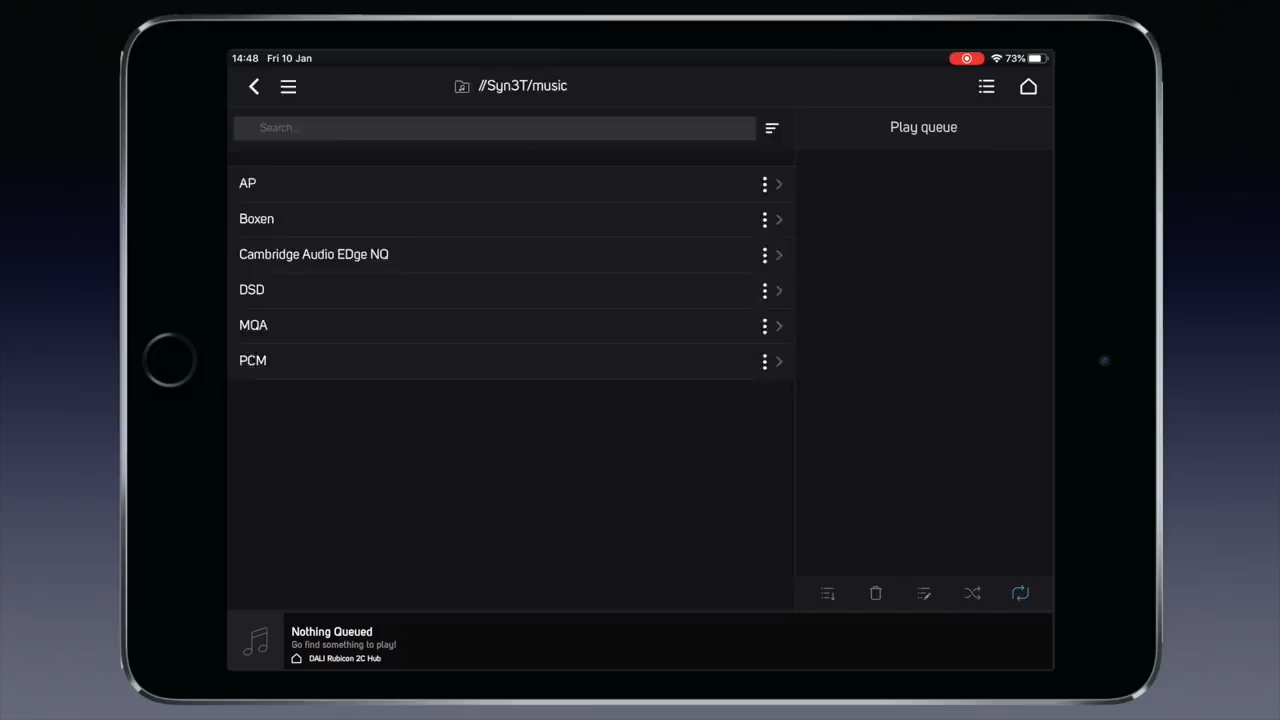 14:48 Fri 10 Jan
73%
//Syn3T/music
Search...
Play queue
AP
Boxen
Cambridge Audio EDge NQ
DSD
MQA
PCM
Nothing Queued
Go find something to play!
DALI Rubicon 2C Hub